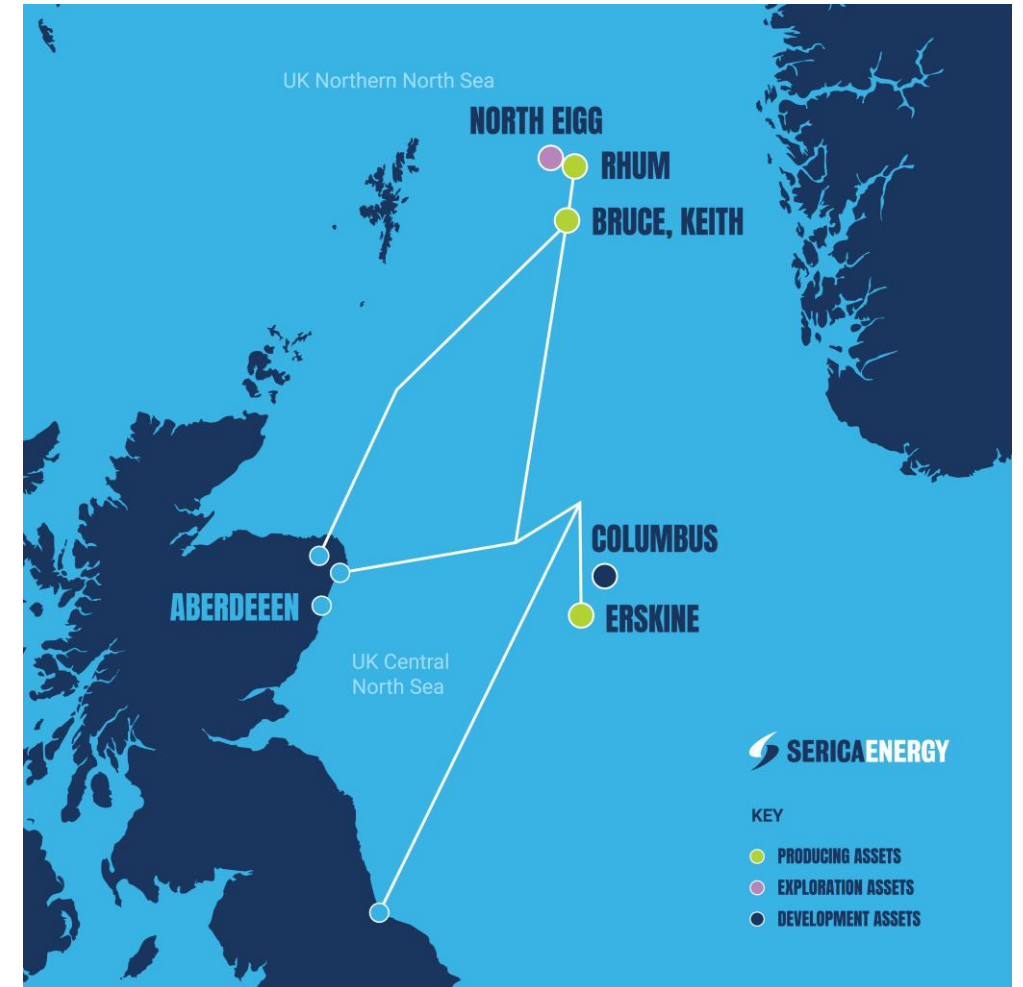 UK Northern North Sea
NORTH EIGG
RHUM
BRUCE, KEITH
COLUMBUS
ERSKINE
ABERDEEEN
UK Central
North Sea
SERICAENERGY
KEY
PRODUCING ASSETS
EXPLORATION ASSETS
DEVELOPMENT ASSETS